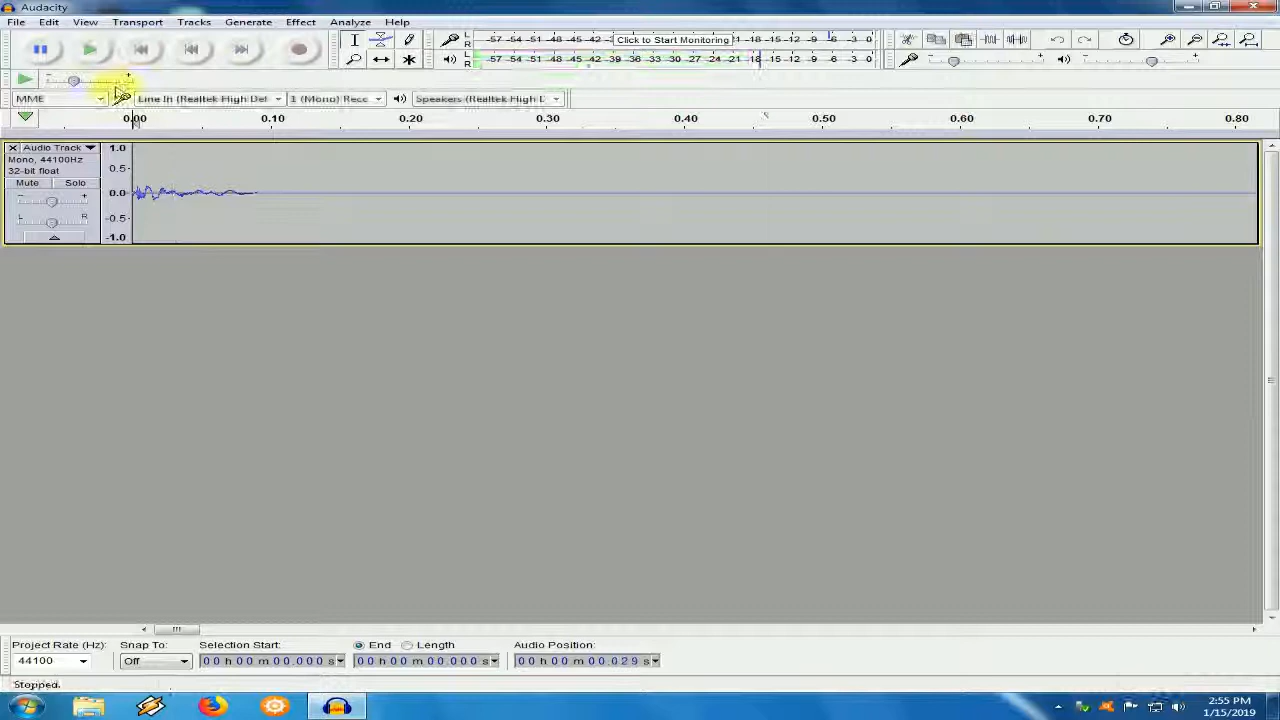 Audacity
File Edit View Transport Tracks Generate Effect Analyze Help
L
R
-57 -54 -51 -48 -45 -42 Click to Start Monitoring -18 -15 -12 -9 -6 -3 0
L
R
-57 -54 -51 -48 -45 -42 -39 -36 -33 -30 -27 -24 -21 -18 -15 -12 -9 -6 -3 0
MME
Line In (Realtek High Def
1 (Mono) Recc
Speakers (Realtek High D
0.00 0.10 0.20 0.30 0.40 0.50 0.60 0.70 0.80
Audio Track
Mono, 44100Hz
32-bit float
Mute Solo
L R
1.0
0.5
0.0
-0.5
-1.0
Project Rate (Hz): Snap To: Selection Start: End Length Audio Position:
44100 Off 00 h 00 m 00.000 s 00 h 00 m 00.000 s 00 h 00 m 00.029 s
Stopped.
2:55 PM
1/15/2019